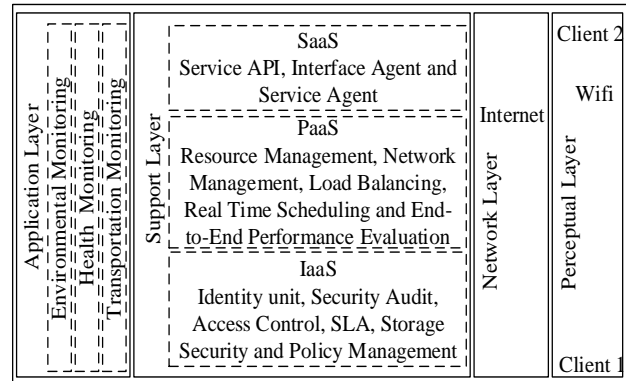 Application Layer
Environmental Monitoring
Health Monitoring
Transportation Monitoring
Support Layer
SaaS
Service API, Interface Agent and
Service Agent
PaaS
Resource Management, Network
Management, Load Balancing,
Real Time Scheduling and End-
to-End Performance Evaluation
IaaS
Identity unit, Security Audit,
Access Control, SLA, Storage
Security and Policy Management
Network Layer
Internet
Perceptual Layer
Client 2
Wifi
Client 1